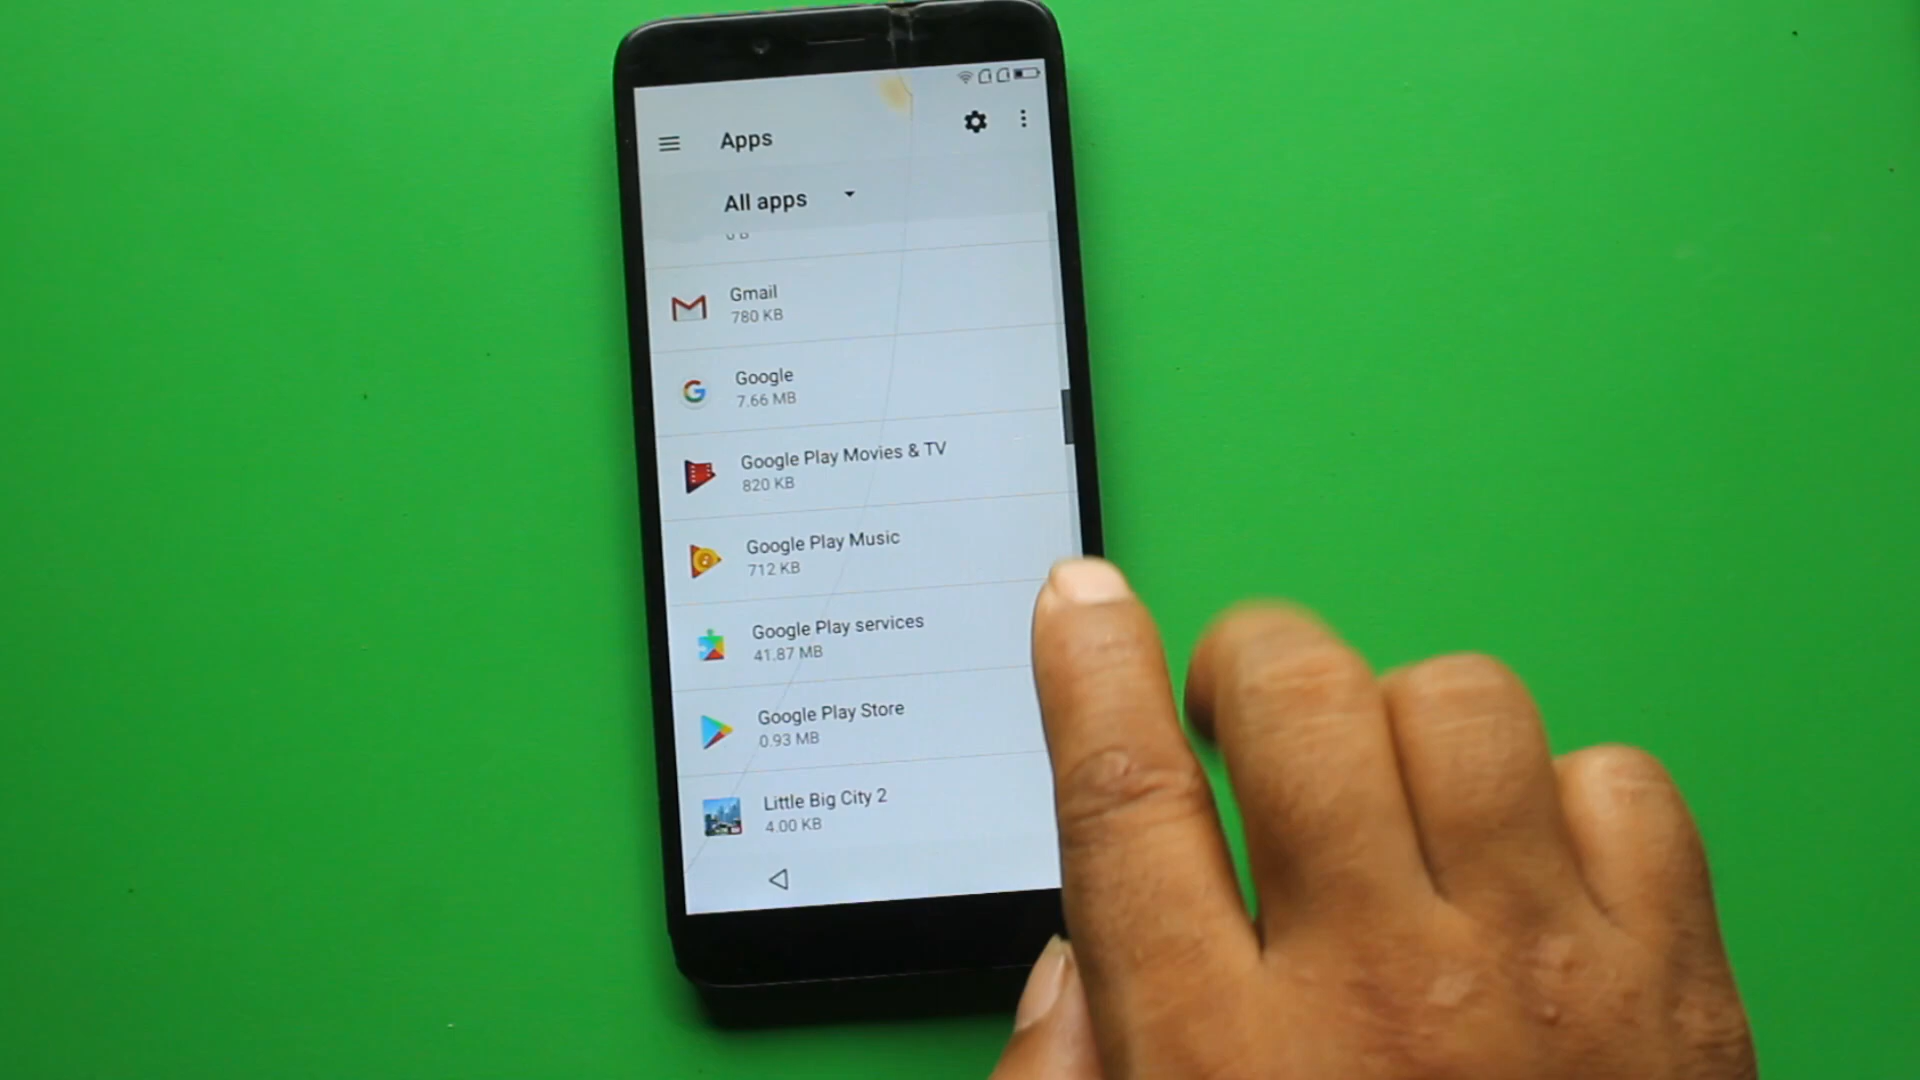 Apps
All apps
0 B
Gmail
780 KB
Google
7.66 MB
Google Play Movies & TV
820 KB
Google Play Music
712 KB
Google Play services
41.87 MB
Google Play Store
0.93 MB
Little Big City 2
4.00 KB